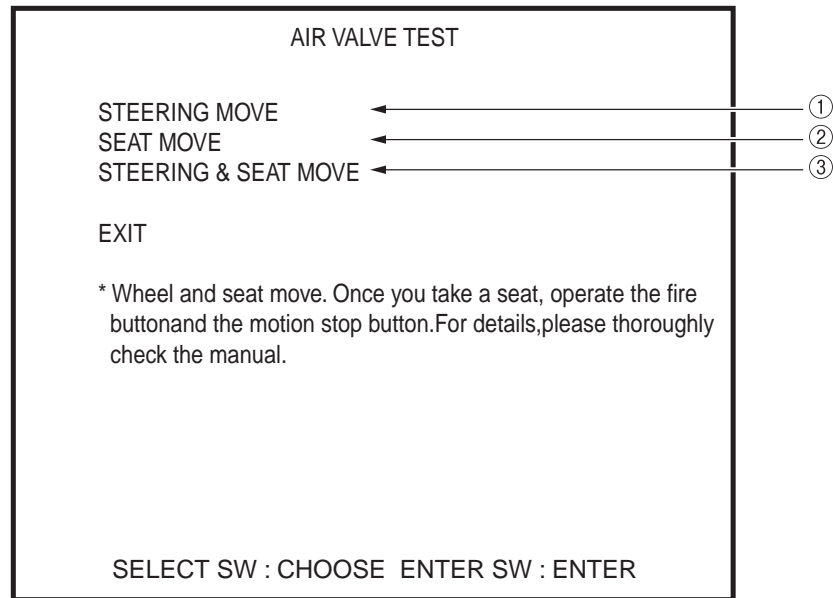 AIR VALVE TEST
STEERING MOVE ①
SEAT MOVE ②
STEERING & SEAT MOVE ③
EXIT
* Wheel and seat move. Once you take a seat, operate the fire
buttonand the motion stop button.For details,please thoroughly
check the manual.
SELECT SW : CHOOSE ENTER SW : ENTER